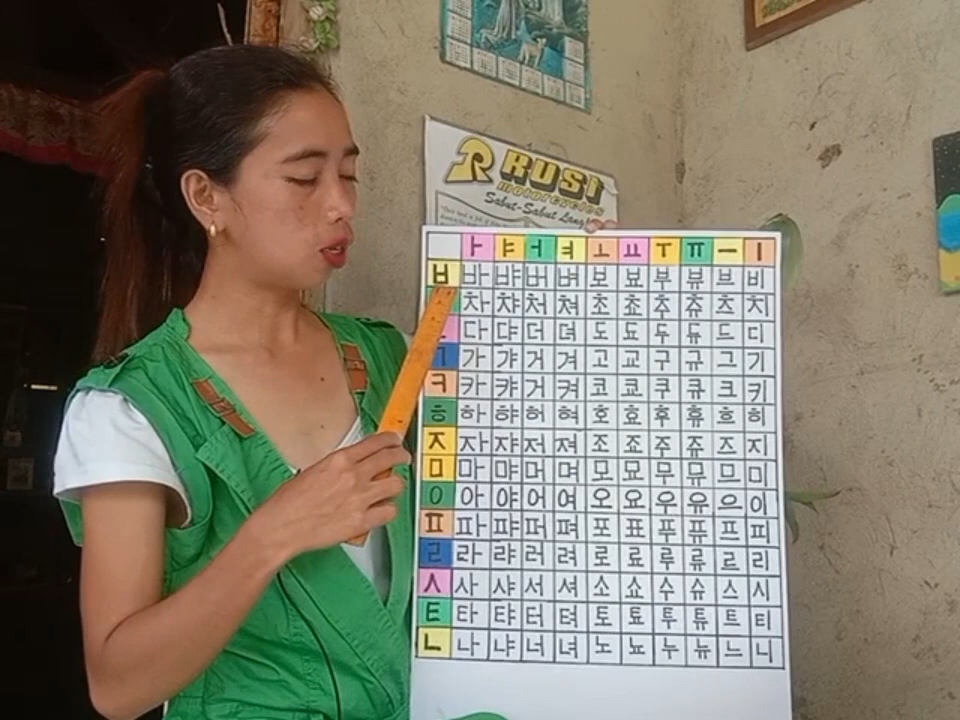 RUSI
motorcycles
Sabut-Sabut Lang
ㅏ ㅑ ㅓ ㅕ ㅗ ㅛ ㅜ ㅠ ㅡ ㅣ
ㅂ 바 뱌 버 벼 보 뵤 부 뷰 브 비
차 챠 처 쳐 초 쵸 추 츄 츠 치
다 댜 더 뎌 도 됴 두 듀 드 디
ㄱ 가 갸 거 겨 고 교 구 규 그 기
ㅋ 카 캬 거 켜 코 쿄 쿠 큐 크 키
ㅎ 하 햐 허 혀 호 효 후 휴 흐 히
ㅈ 자 쟈 저 져 조 죠 주 쥬 즈 지
ㅁ 마 먀 머 며 모 묘 무 뮤 므 미
ㅇ 아 야 어 여 오 요 우 유 으 이
ㅍ 파 퍄 퍼 펴 포 표 푸 퓨 프 피
ㄹ 라 랴 러 려 로 료 루 류 르 리
ㅅ 사 샤 서 셔 소 쇼 수 슈 스 시
ㅌ 타 탸 터 텨 토 툐 투 튜 트 티
ㄴ 나 냐 너 녀 노 뇨 누 뉴 느 니